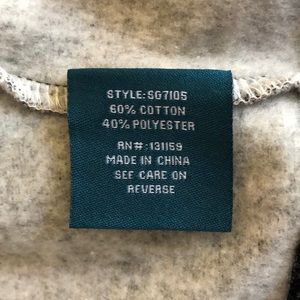 STYLE: SG7105
60% COTTON
40% POLYESTER
RN#: 131159
MADE IN CHINA
SEE CARE ON
REVERSE